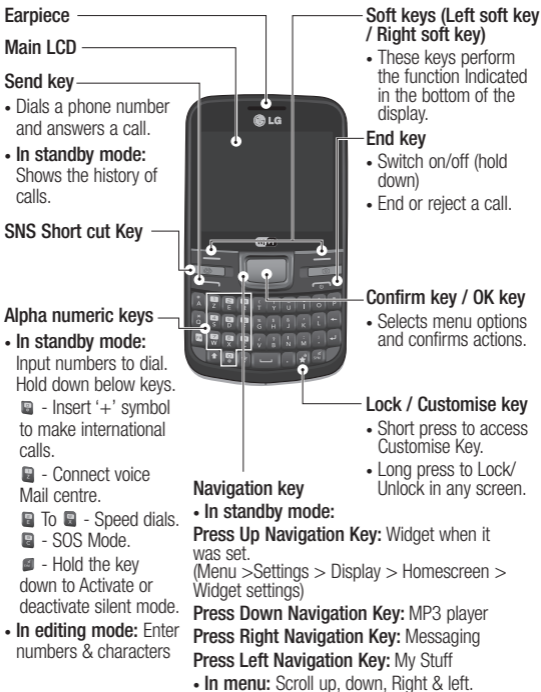 Earpiece
Main LCD
Send key
• Dials a phone number
and answers a call.
• In standby mode:
Shows the history of
calls.
SNS Short cut Key
Alpha numeric keys
• In standby mode:
Input numbers to dial.
Hold down below keys.
- Insert ‘+’ symbol
to make international
calls.
- Connect voice
Mail centre.
To - Speed dials.
- SOS Mode.
- Hold the key
down to Activate or
deactivate silent mode.
• In editing mode: Enter
numbers & characters
LG
Soft keys (Left soft key
/ Right soft key)
• These keys perform
the function Indicated
in the bottom of the
display.
End key
• Switch on/off (hold
down)
• End or reject a call.
Confirm key / OK key
• Selects menu options
and confirms actions.
Lock / Customise key
• Short press to access
Customise Key.
• Long press to Lock/
Unlock in any screen.
Navigation key
• In standby mode:
Press Up Navigation Key: Widget when it
was set.
(Menu >Settings > Display > Homescreen >
Widget settings)
Press Down Navigation Key: MP3 player
Press Right Navigation Key: Messaging
Press Left Navigation Key: My Stuff
• In menu: Scroll up, down, Right & left.